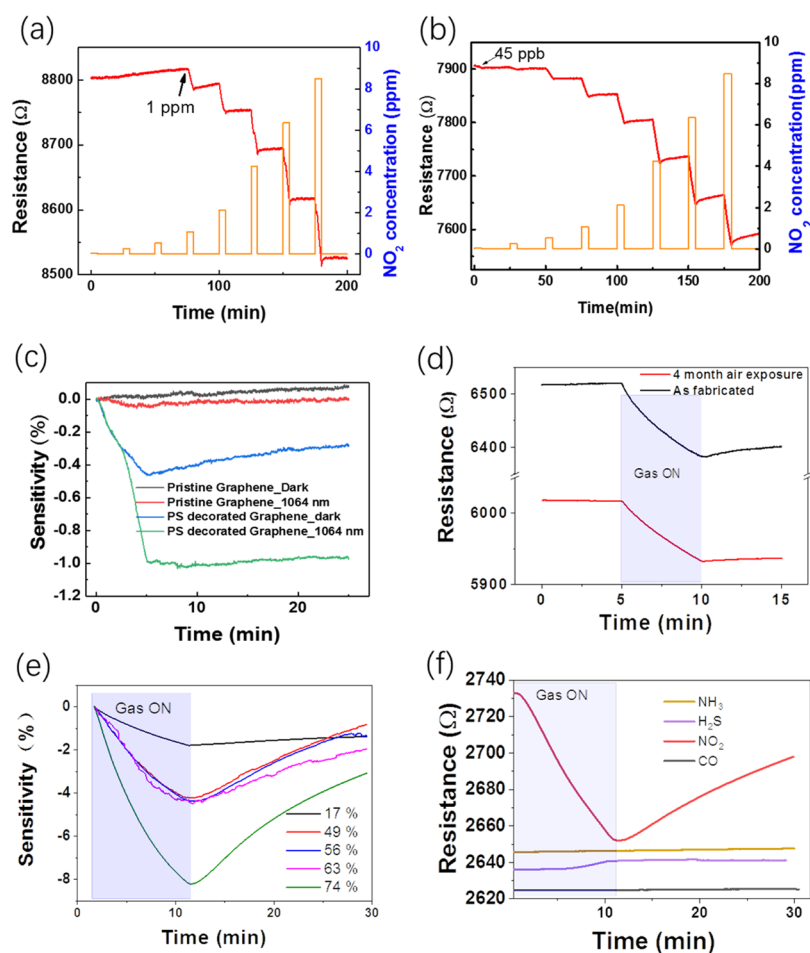 (a)
Resistance (Ω)
8800
8700
8600
8500
1 ppm
10
8
6
4
2
0
NO2 concentration (ppm)
0 50 100 150 200
Time (min)
(b)
Resistance (Ω)
7900
7800
7700
7600
45 ppb
10
8
6
4
2
0
NO2 concentration(ppm)
0 25 50 75 100 125 150 175 200
Time(min)
(c)
Sensitivity (%)
0.0
-0.2
-0.4
-0.6
-0.8
-1.0
-1.2
Pristine Graphene_Dark
Pristine Graphene_1064 nm
PS decorated Graphene_dark
PS decorated Graphene_1064 nm
0 10 20
Time (min)
(d)
Resistance (Ω)
6500
6400
6000
5900
4 month air exposure
As fabricated
Gas ON
0 5 10 15
Time (min)
(e)
Sensitivity (%)
0
-2
-4
-6
-8
Gas ON
17 %
49 %
56 %
63 %
74 %
0 10 20 30
Time (min)
(f)
Resistance (Ω)
2740
2720
2700
2680
2660
2640
2620
Gas ON
NH3
H2S
NO2
CO
0 10 20 30
Time (min)